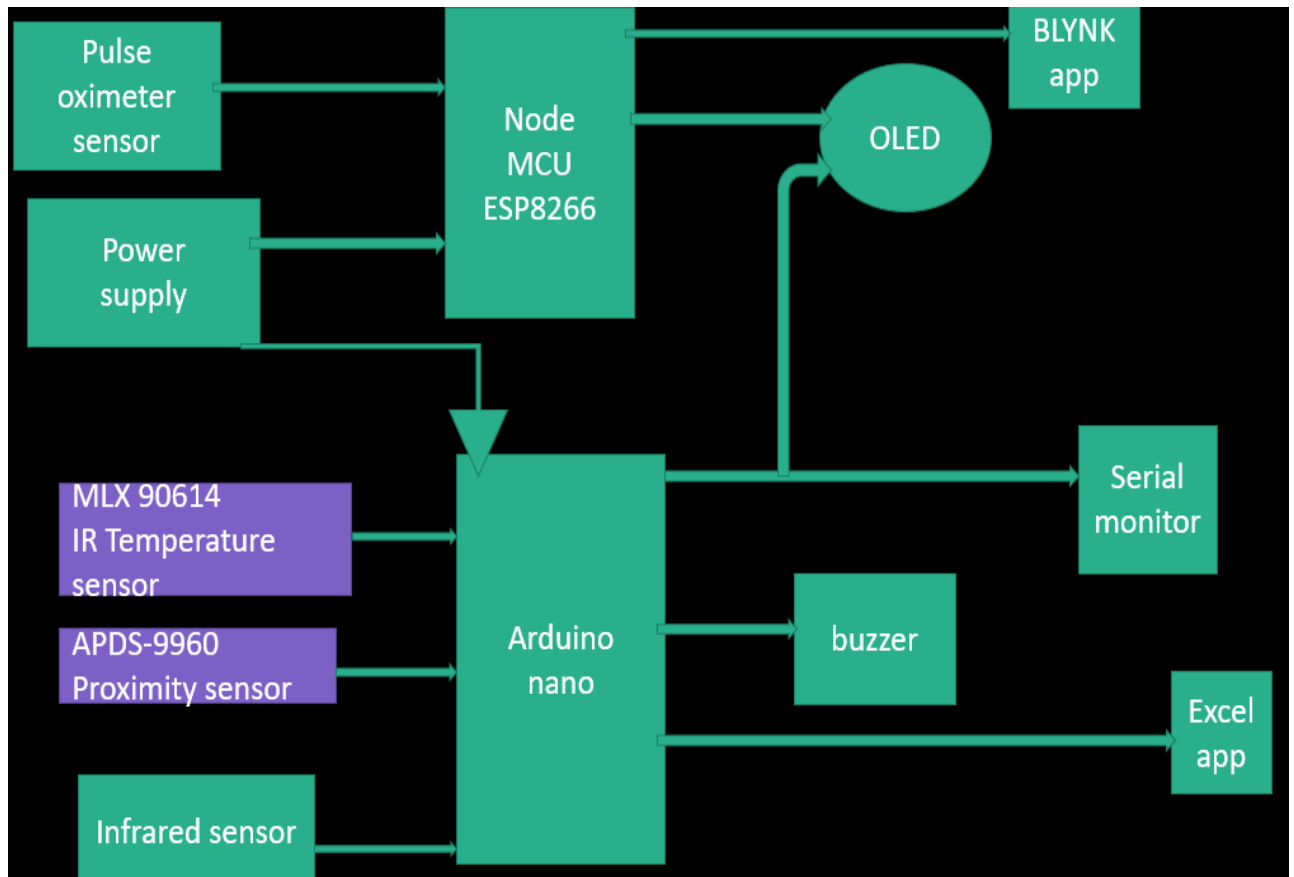 Pulse
oximeter
sensor
Node
MCU
ESP8266
BLYNK
app
OLED
Power
supply
MLX 90614
IR Temperature
sensor
APDS-9960
Proximity sensor
Infrared sensor
Arduino
nano
Serial
monitor
buzzer
Excel
app